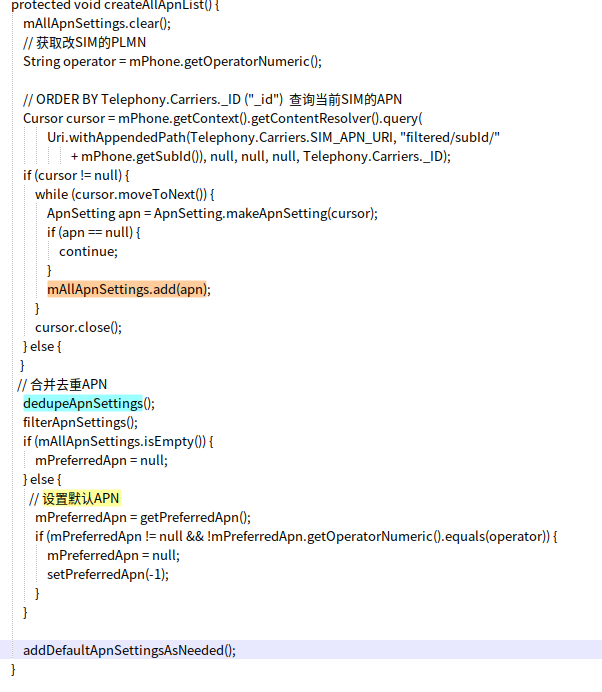 protected void createAllApnList() {
mAllApnSettings.clear();
// 获取改SIM的PLMN
String operator = mPhone.getOperatorNumeric();
// ORDER BY Telephony.Carriers._ID ("_id")  查询当前SIM的APN
Cursor cursor = mPhone.getContext().getContentResolver().query(
Uri.withAppendedPath(Telephony.Carriers.SIM_APN_URI, "filtered/subId/"
+ mPhone.getSubId()), null, null, null, Telephony.Carriers._ID);
if (cursor != null) {
while (cursor.moveToNext()) {
ApnSetting apn = ApnSetting.makeApnSetting(cursor);
if (apn == null) {
continue;
}
mAllApnSettings.add(apn);
}
cursor.close();
} else {
}
// 合并去重APN
dedupeApnSettings();
filterApnSettings();
if (mAllApnSettings.isEmpty()) {
mPreferredApn = null;
} else {
// 设置默认APN
mPreferredApn = getPreferredApn();
if (mPreferredApn != null && !mPreferredApn.getOperatorNumeric().equals(operator)) {
mPreferredApn = null;
setPreferredApn(-1);
}
}
addDefaultApnSettingsAsNeeded();
}